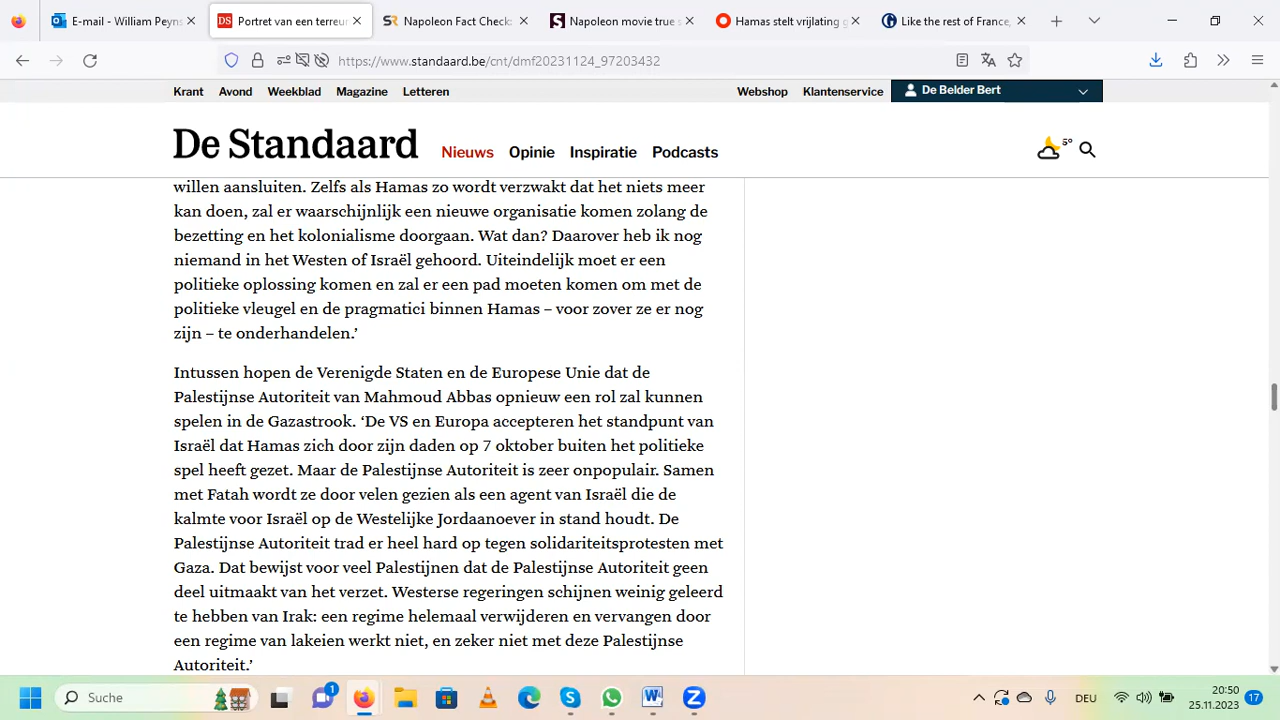 E-mail - William Peyns
DS Portret van een terreur
SR Napoleon Fact Check:
S Napoleon movie true s
Hamas stelt vrijlating g
Like the rest of France,
https://www.standaard.be/cnt/dmf20231124_97203432
Krant Avond Weekblad Magazine Letteren Webshop Klantenservice De Belder Bert
De Standaard Nieuws Opinie Inspiratie Podcasts 5°
willen aansluiten. Zelfs als Hamas zo wordt verzwakt dat het niets meer
kan doen, zal er waarschijnlijk een nieuwe organisatie komen zolang de
bezetting en het kolonialisme doorgaan. Wat dan? Daarover heb ik nog
niemand in het Westen of Israël gehoord. Uiteindelijk moet er een
politieke oplossing komen en zal er een pad moeten komen om met de
politieke vleugel en de pragmatici binnen Hamas – voor zover ze er nog
zijn – te onderhandelen.’
Intussen hopen de Verenigde Staten en de Europese Unie dat de
Palestijnse Autoriteit van Mahmoud Abbas opnieuw een rol zal kunnen
spelen in de Gazastrook. ‘De VS en Europa accepteren het standpunt van
Israël dat Hamas zich door zijn daden op 7 oktober buiten het politieke
spel heeft gezet. Maar de Palestijnse Autoriteit is zeer onpopulair. Samen
met Fatah wordt ze door velen gezien als een agent van Israël die de
kalmte voor Israël op de Westelijke Jordaanoever in stand houdt. De
Palestijnse Autoriteit trad er heel hard op tegen solidariteitsprotesten met
Gaza. Dat bewijst voor veel Palestijnen dat de Palestijnse Autoriteit geen
deel uitmaakt van het verzet. Westerse regeringen schijnen weinig geleerd
te hebben van Irak: een regime helemaal verwijderen en vervangen door
een regime van lakeien werkt niet, en zeker niet met deze Palestijnse
Autoriteit.’
Suche 1 DEU 20:50
25.11.2023 17